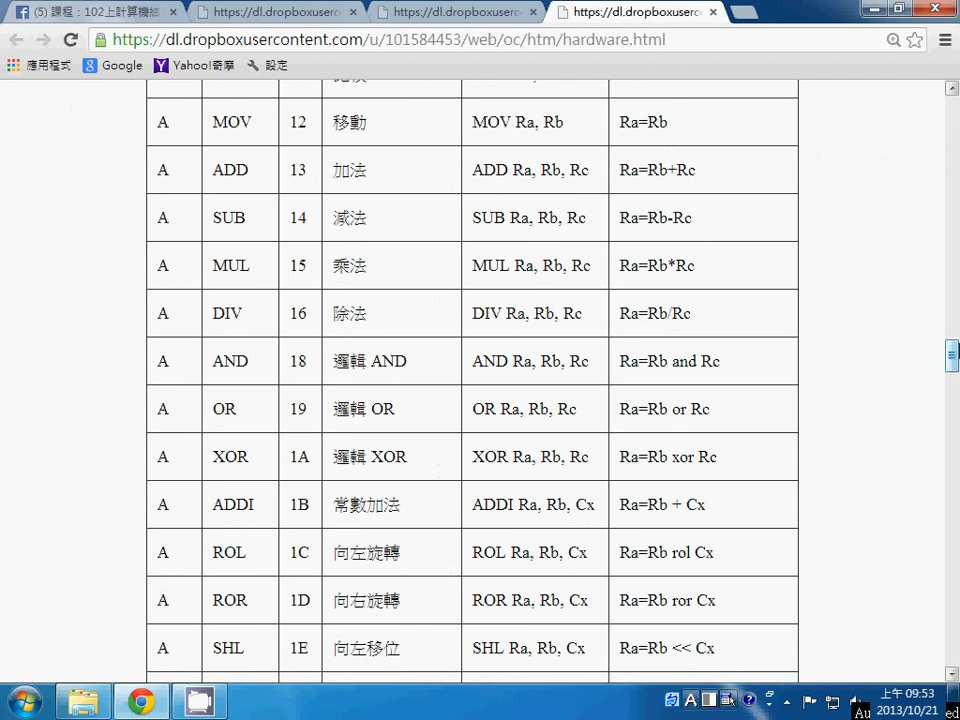 (5) 課程：102上計算機結
https://dl.dropboxuserco
https://dl.dropboxuserco
https://dl.dropboxuserco
https://dl.dropboxusercontent.com/u/101584453/web/oc/htm/hardware.html
應用程式 Google Yahoo!奇摩 設定
A MOV 12 移動 MOV Ra, Rb Ra=Rb
A ADD 13 加法 ADD Ra, Rb, Rc Ra=Rb+Rc
A SUB 14 減法 SUB Ra, Rb, Rc Ra=Rb-Rc
A MUL 15 乘法 MUL Ra, Rb, Rc Ra=Rb*Rc
A DIV 16 除法 DIV Ra, Rb, Rc Ra=Rb/Rc
A AND 18 邏輯 AND AND Ra, Rb, Rc Ra=Rb and Rc
A OR 19 邏輯 OR OR Ra, Rb, Rc Ra=Rb or Rc
A XOR 1A 邏輯 XOR XOR Ra, Rb, Rc Ra=Rb xor Rc
A ADDI 1B 常數加法 ADDI Ra, Rb, Cx Ra=Rb + Cx
A ROL 1C 向左旋轉 ROL Ra, Rb, Cx Ra=Rb rol Cx
A ROR 1D 向右旋轉 ROR Ra, Rb, Cx Ra=Rb ror Cx
A SHL 1E 向左移位 SHL Ra, Rb, Cx Ra=Rb << Cx
上午 09:53
2013/10/21